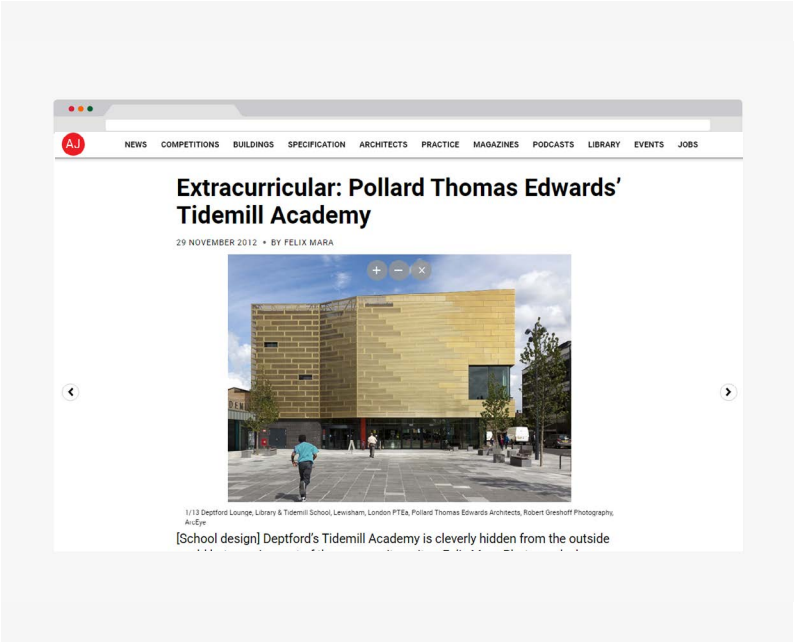 AJ
NEWS COMPETITIONS BUILDINGS SPECIFICATION ARCHITECTS PRACTICE MAGAZINES PODCASTS LIBRARY EVENTS JOBS
Extracurricular: Pollard Thomas Edwards’
Tidemill Academy
29 NOVEMBER 2012 • BY FELIX MARA
1/13 Deptford Lounge, Library & Tidemill School, Lewisham, London PTEa, Pollard Thomas Edwards Architects, Robert Greshoff Photography,
ArcEye
[School design] Deptford’s Tidemill Academy is cleverly hidden from the outside